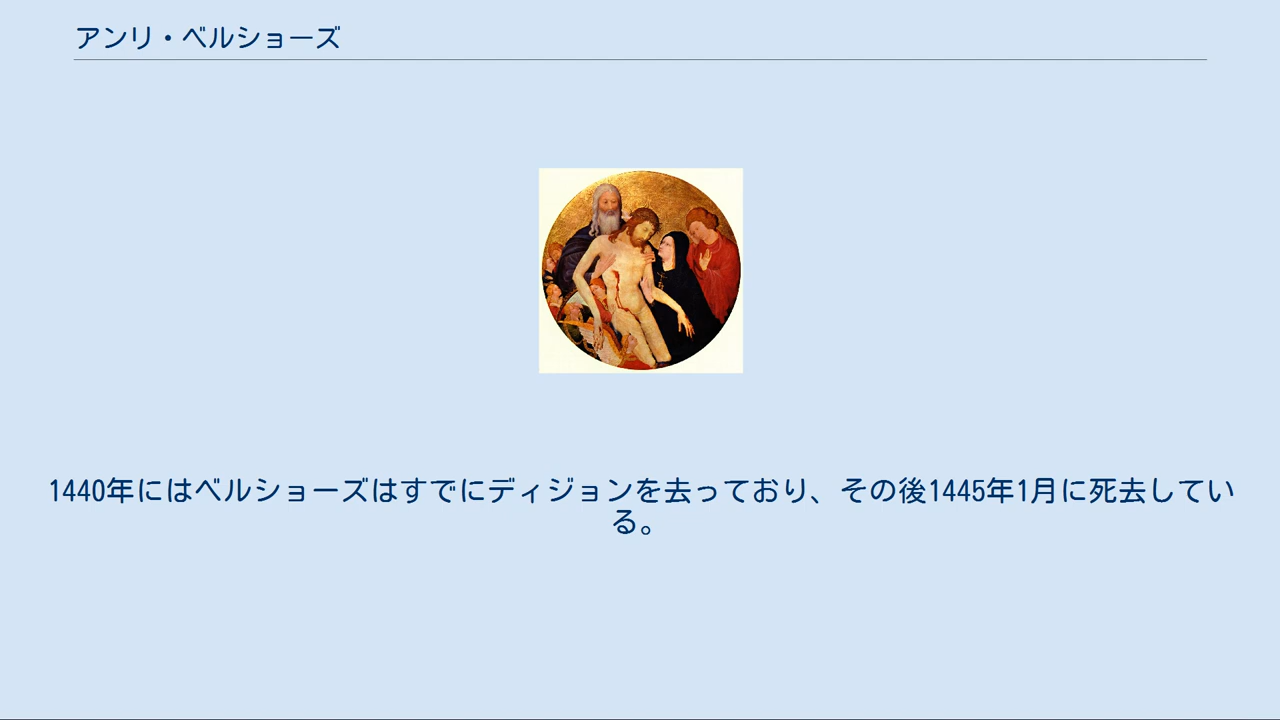 アンリ・ベルショーズ
1440年にはベルショーズはすでにディジョンを去っており、その後1445年1月に死去してい
る。